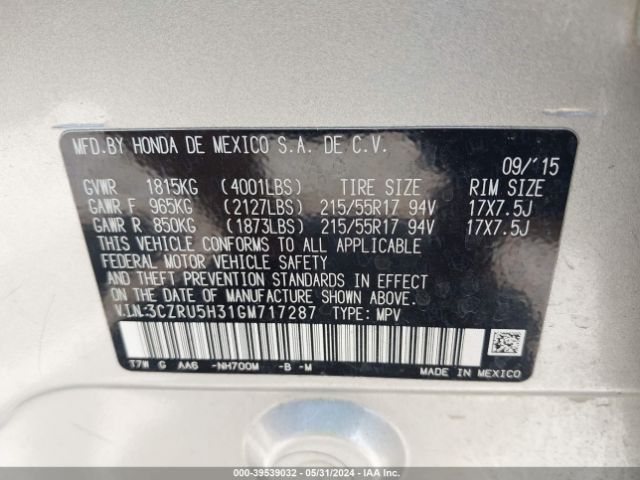 MFD.BY HONDA DE MEXICO S.A. DE C.V.
09/'15
GVWR 1815KG (4001LBS) TIRE SIZE RIM SIZE
GAWR F 965KG (2127LBS) 215/55R17 94V 17X7.5J
GAWR R 850KG (1873LBS) 215/55R17 94V 17X7.5J
THIS VEHICLE CONFORMS TO ALL APPLICABLE
FEDERAL MOTOR VEHICLE SAFETY
AND THEFT PREVENTION STANDARDS IN EFFECT
ON THE DATE OF MANUFACTURE SHOWN ABOVE.
V.I.N:3CZRU5H31GM717287 TYPE: MPV
T7W G AA6 -NH700M -B -M
MADE IN MEXICO
000-39539032 - 05/31/2024 - IAA Inc.